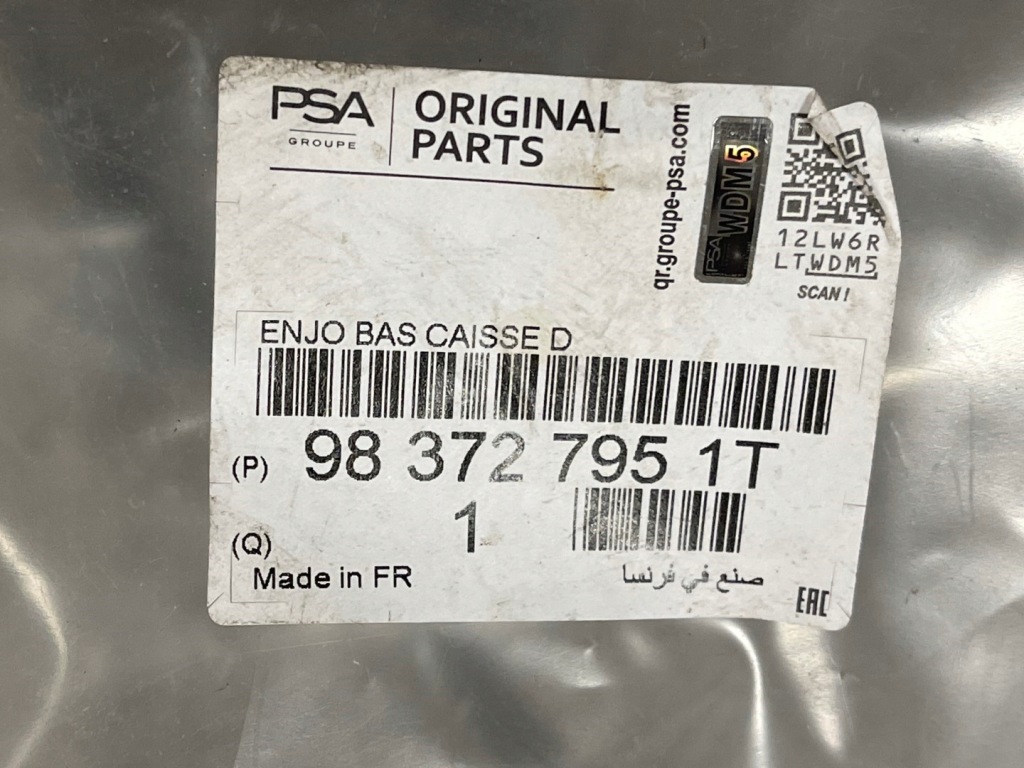 PSA
GROUPE
ORIGINAL
PARTS
qr.groupe-psa.com
PSA WDM5
12LW6R
LTWDM5
SCAN!
ENJO BAS CAISSE D
(P) 98 372 795 1T
(Q) 1
Made in FR
صنع في فرنسا
EAC